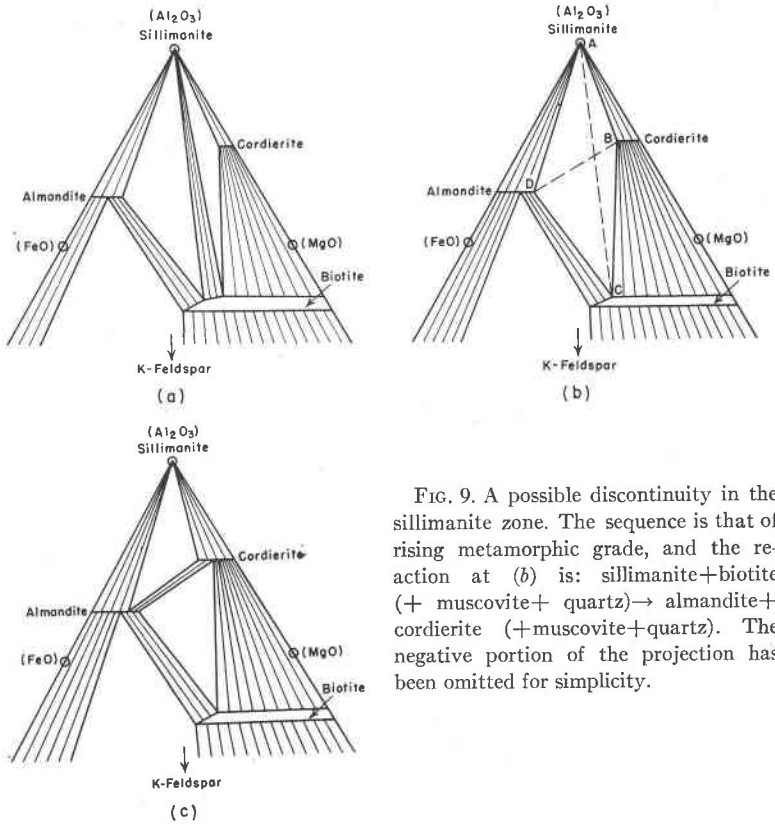 (Al2O3)
Sillimanite
Cordierite
Almandite
(FeO)
(MgO)
Biotite
K-Feldspar
(a)
(Al2O3)
Sillimanite
A
B
Cordierite
D
Almandite
(FeO)
(MgO)
Biotite
C
K-Feldspar
(b)
(Al2O3)
Sillimanite
Cordierite
Almandite
(FeO)
(MgO)
Biotite
K-Feldspar
(c)
FIG. 9. A possible discontinuity in the
sillimanite zone. The sequence is that of
rising metamorphic grade, and the re-
action at (b) is: sillimanite+biotite
(+ muscovite+ quartz)→ almandite+
cordierite (+muscovite+quartz). The
negative portion of the projection has
been omitted for simplicity.